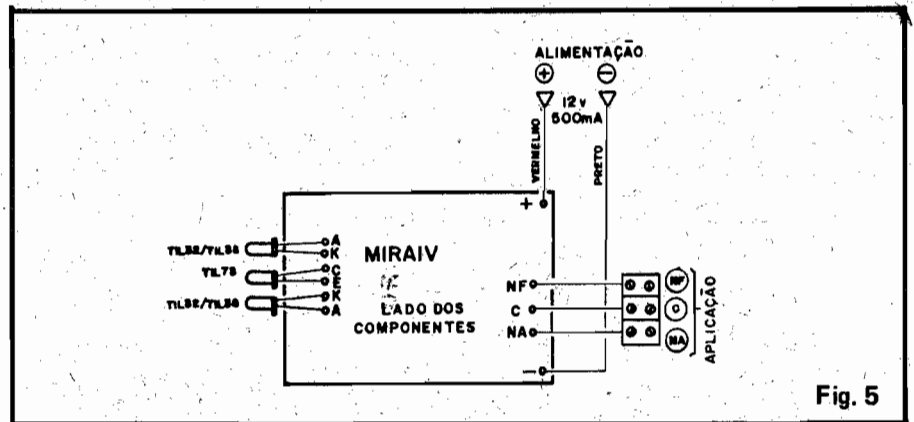 ALIMENTAÇÃO
+ −
12 v
500mA
VERMELHO
PRETO
+
TIL32/TIL38
A
K
MIRAIV
TIL78
C
E
LADO DOS
COMPONENTES
TIL32/TIL38
K
A
NF
C
NA
−
NF
C
NA
APLICAÇÃO
Fig. 5